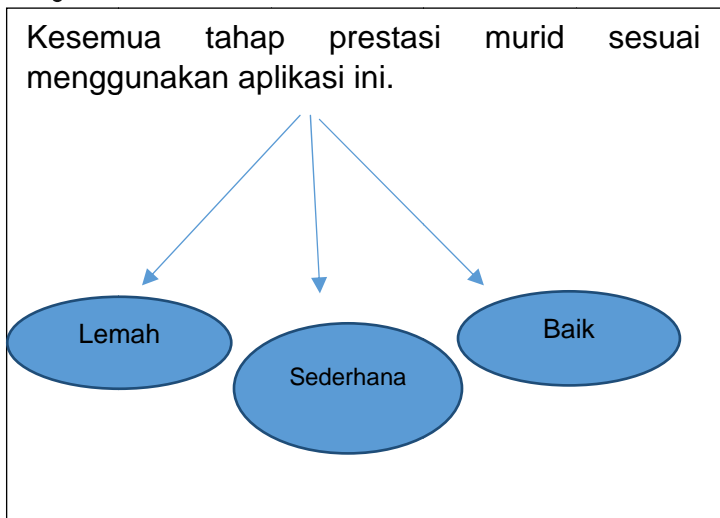 Kesemua tahap prestasi murid sesuai
menggunakan aplikasi ini.
Lemah
Sederhana
Baik